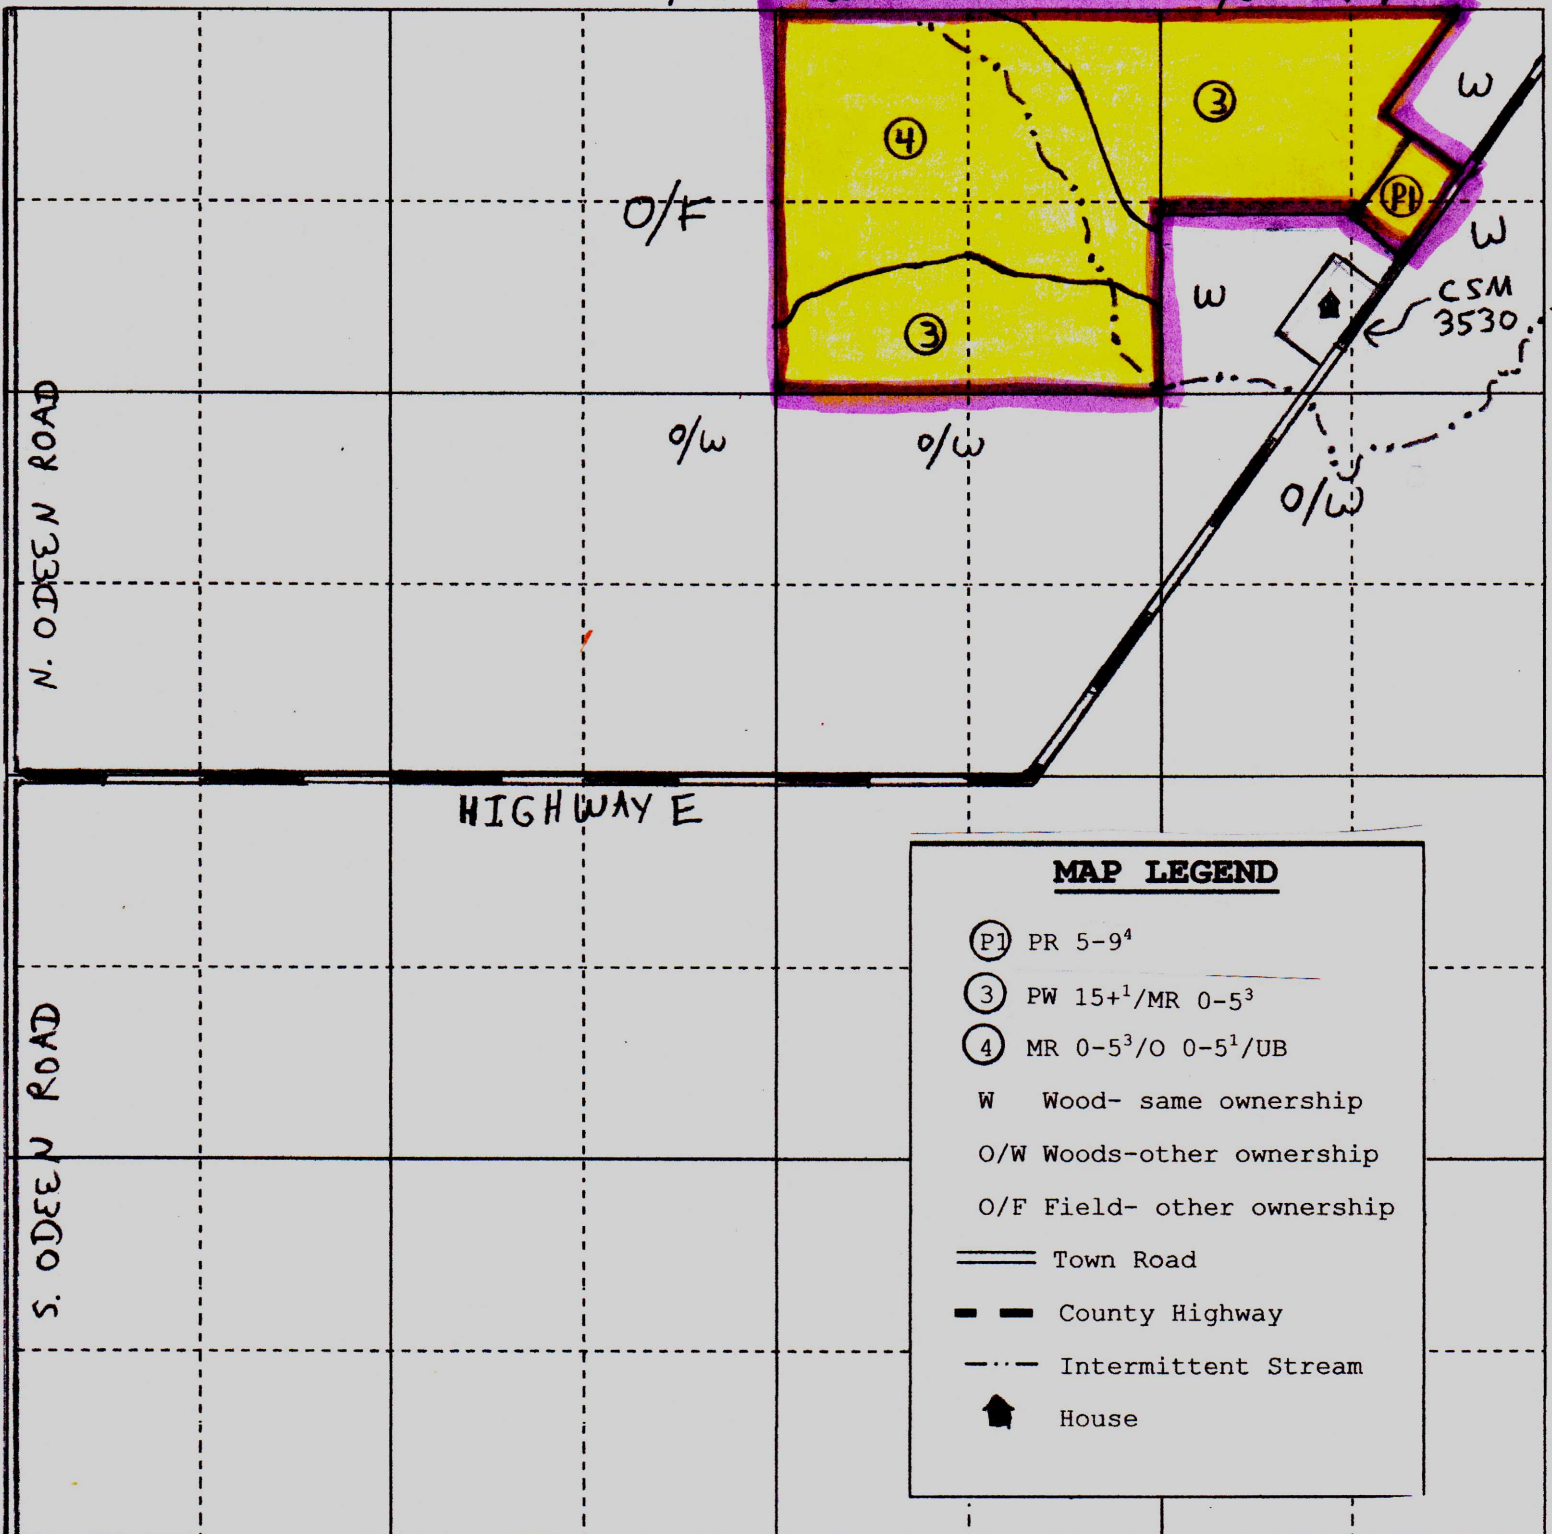 W
3
4
P1
O/F
W
W
CSM
3530
3
O/W
O/W
O/W
N. ODEEN ROAD
HIGHWAY E
S. ODEEN ROAD
MAP LEGEND
P1 PR 5-9⁴
3 PW 15+¹/MR 0-5³
4 MR 0-5³/O 0-5¹/UB
W Wood- same ownership
O/W Woods-other ownership
O/F Field- other ownership
Town Road
County Highway
Intermittent Stream
House